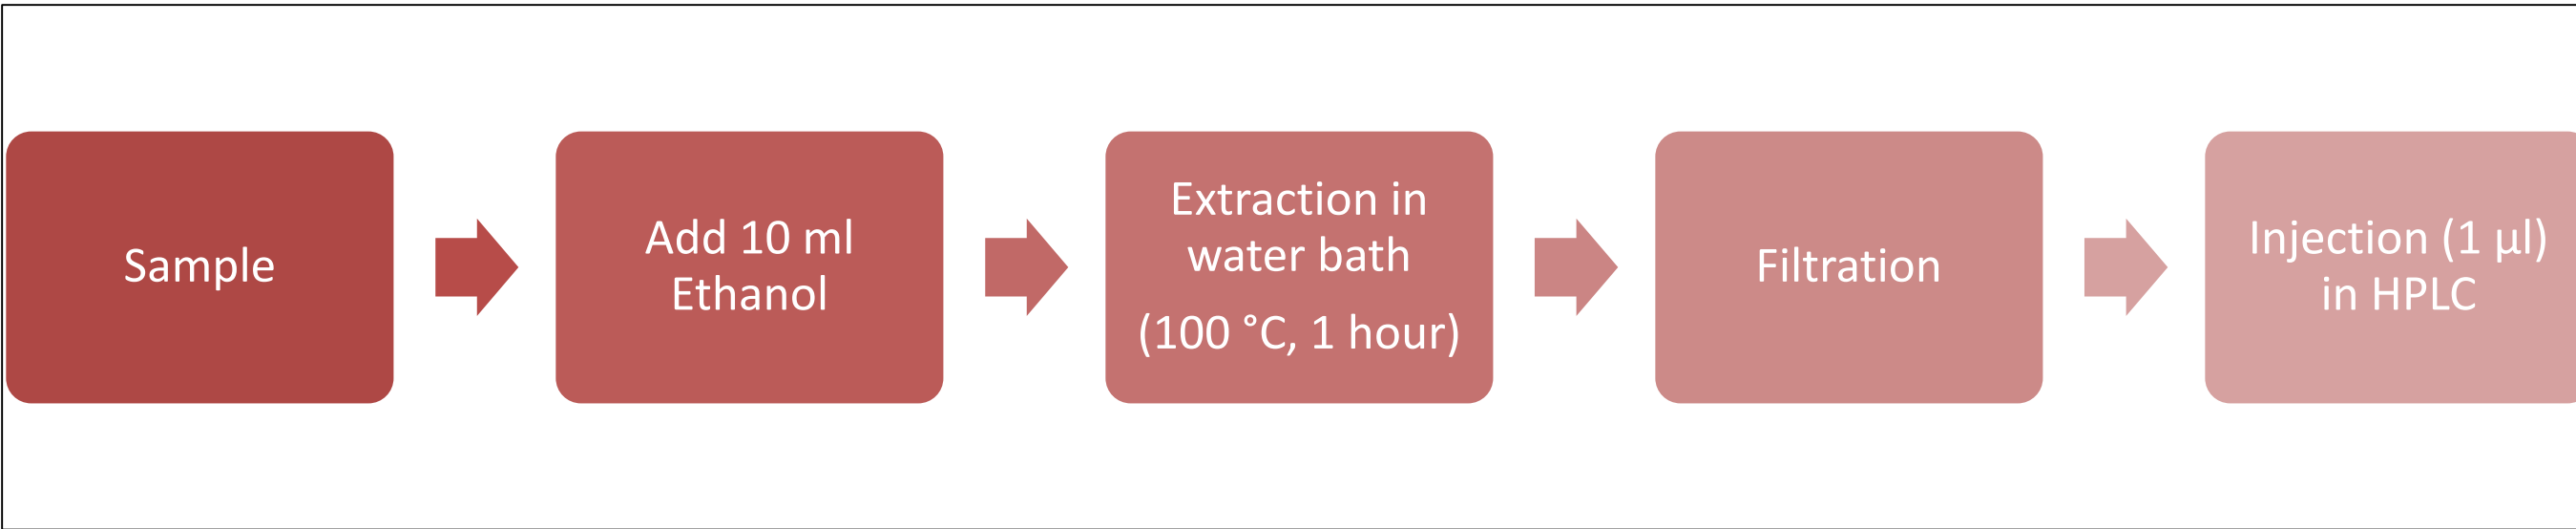 Sample
Add 10 ml
Ethanol
Extraction in
water bath
(100 °C, 1 hour)
Filtration
Injection (1 µl)
in HPLC